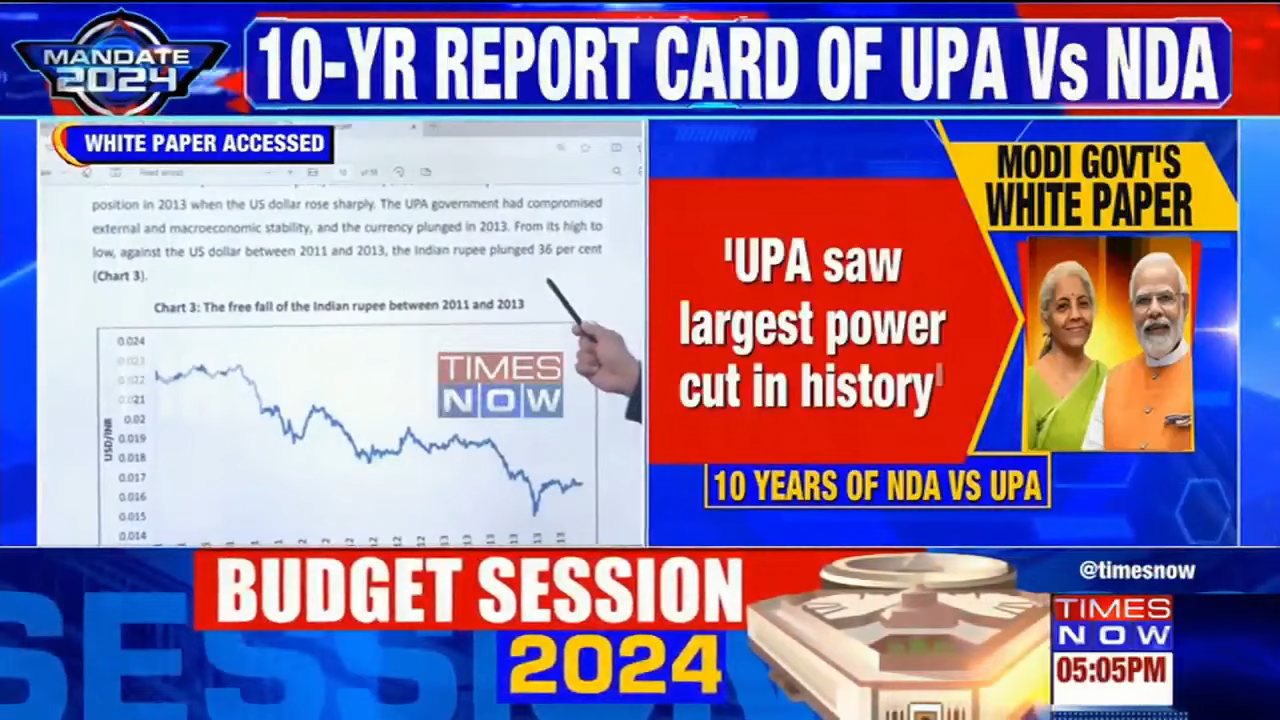 MANDATE
2024
10-YR REPORT CARD OF UPA Vs NDA
WHITE PAPER ACCESSED
position in 2013 when the US dollar rose sharply. The UPA government had compromised
external and macroeconomic stability, and the currency plunged in 2013. From its high to
low, against the US dollar between 2011 and 2013, the Indian rupee plunged 36 per cent
(Chart 3).
Chart 3: The free fall of the Indian rupee between 2011 and 2013
0.024
0.023
0.022
0.021
0.02
0.019
0.018
0.017
0.016
0.015
0.014
USD/INR
TIMES
NOW
MODI GOVT'S
WHITE PAPER
'UPA saw
largest power
cut in history'
10 YEARS OF NDA VS UPA
SESSION
BUDGET SESSION
2024
@timesnow
TIMES
NOW
05:05PM